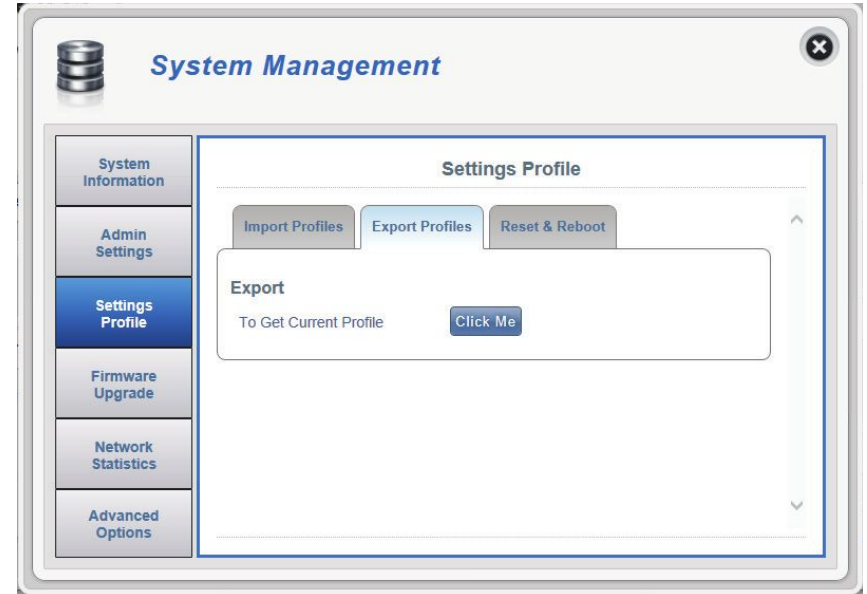 System Management
System
Information
Admin
Settings
Settings
Profile
Firmware
Upgrade
Network
Statistics
Advanced
Options
Settings Profile
Import Profiles
Export Profiles
Reset & Reboot
Export
To Get Current Profile
Click Me